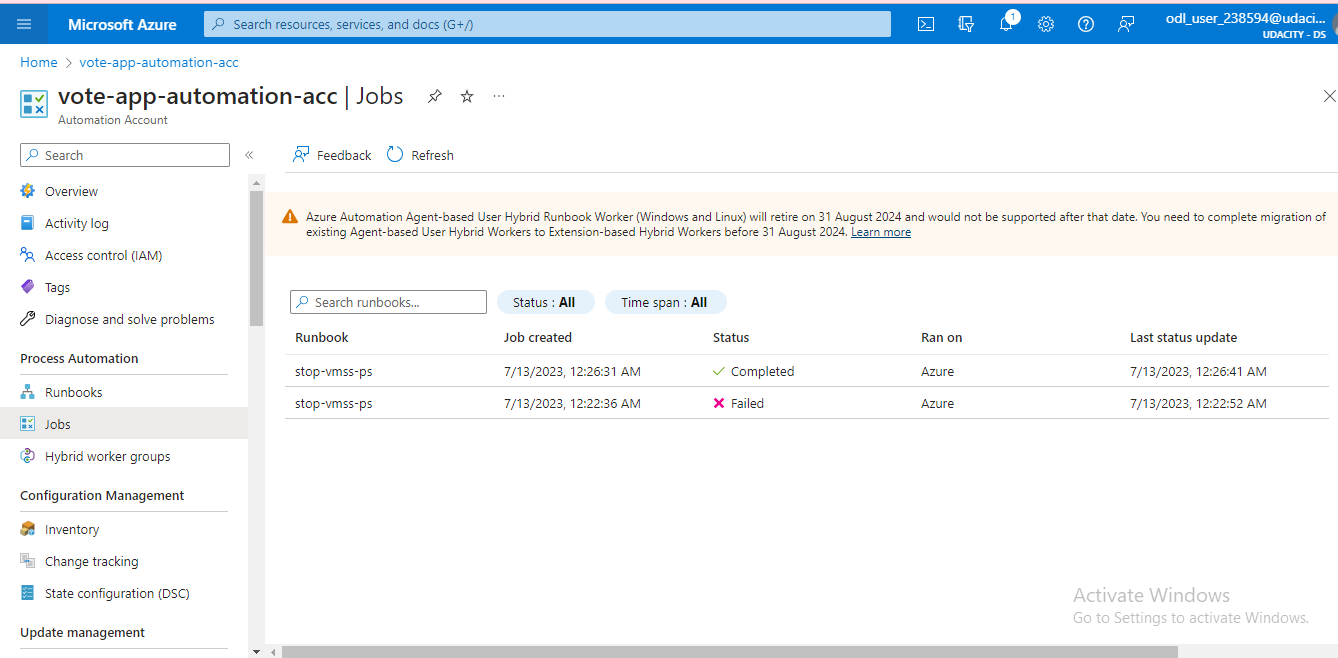 Microsoft Azure
Search resources, services, and docs (G+/)
1
odl_user_238594@udaci...
UDACITY - DS
Home > vote-app-automation-acc
vote-app-automation-acc | Jobs
...
Automation Account
Search
«
Feedback
Refresh
Overview
Activity log
Access control (IAM)
Tags
Diagnose and solve problems
Process Automation
Runbooks
Jobs
Hybrid worker groups
Configuration Management
Inventory
Change tracking
State configuration (DSC)
Update management
Azure Automation Agent-based User Hybrid Runbook Worker (Windows and Linux) will retire on 31 August 2024 and would not be supported after that date. You need to complete migration of
existing Agent-based User Hybrid Workers to Extension-based Hybrid Workers before 31 August 2024. Learn more
Search runbooks...
Status : All
Time span : All
Runbook Job created Status Ran on Last status update
stop-vmss-ps 7/13/2023, 12:26:31 AM Completed Azure 7/13/2023, 12:26:41 AM
stop-vmss-ps 7/13/2023, 12:22:36 AM Failed Azure 7/13/2023, 12:22:52 AM
Activate Windows
Go to Settings to activate Windows.